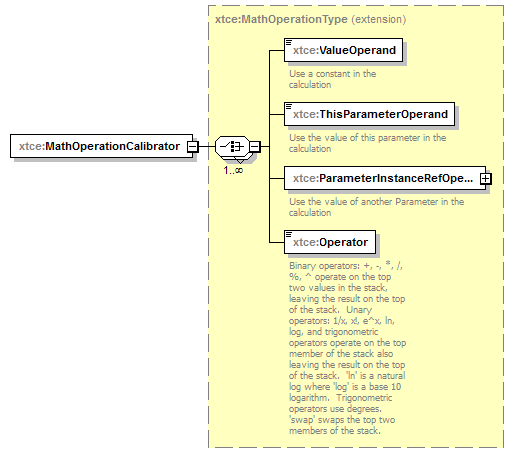 xtce:MathOperationType (extension)
xtce:ValueOperand
Use a constant in the
calculation
xtce:ThisParameterOperand
Use the value of this parameter in the
calculation
xtce:MathOperationCalibrator
1..∞
xtce:ParameterInstanceRefOpe...
Use the value of another Parameter in the
calculation
xtce:Operator
Binary operators: +, -, *, /,
%, ^ operate on the top
two values in the stack,
leaving the result on the top
of the stack.  Unary
operators: 1/x, x!, e^x, ln,
log, and trigonometric
operators operate on the top
member of the stack also
leaving the result on the top
of the stack.  'ln' is a natural
log where 'log' is a base 10
logarithm.  Trigonometric
operators use degrees.
'swap' swaps the top two
members of the stack.